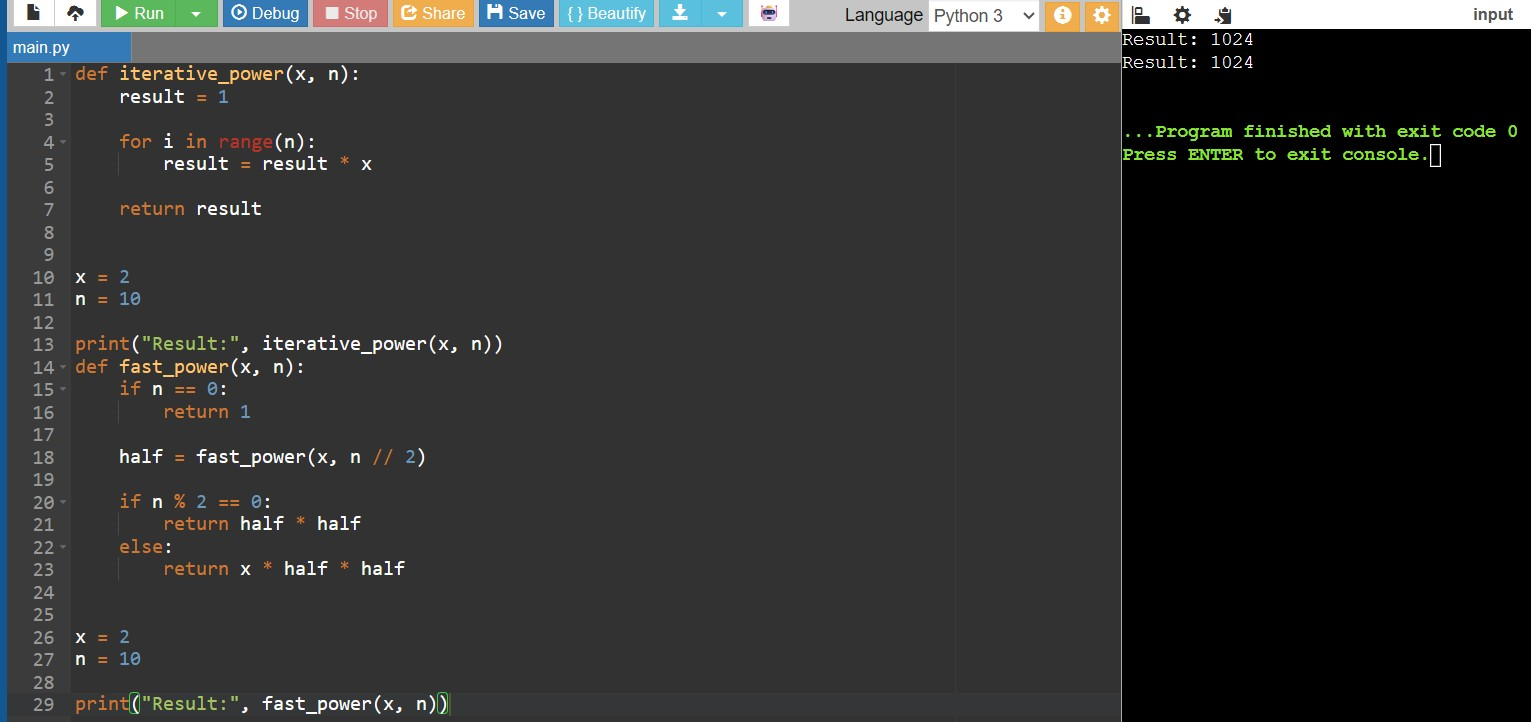 Run Debug Stop Share Save { } Beautify Language Python 3 input
main.py
1 def iterative_power(x, n):
2     result = 1
3
4     for i in range(n):
5         result = result * x
6
7     return result
8
9
10 x = 2
11 n = 10
12
13 print("Result:", iterative_power(x, n))
14 def fast_power(x, n):
15     if n == 0:
16         return 1
17
18     half = fast_power(x, n // 2)
19
20     if n % 2 == 0:
21         return half * half
22     else:
23         return x * half * half
24
25
26 x = 2
27 n = 10
28
29 print("Result:", fast_power(x, n))
Result: 1024
Result: 1024
...Program finished with exit code 0
Press ENTER to exit console.